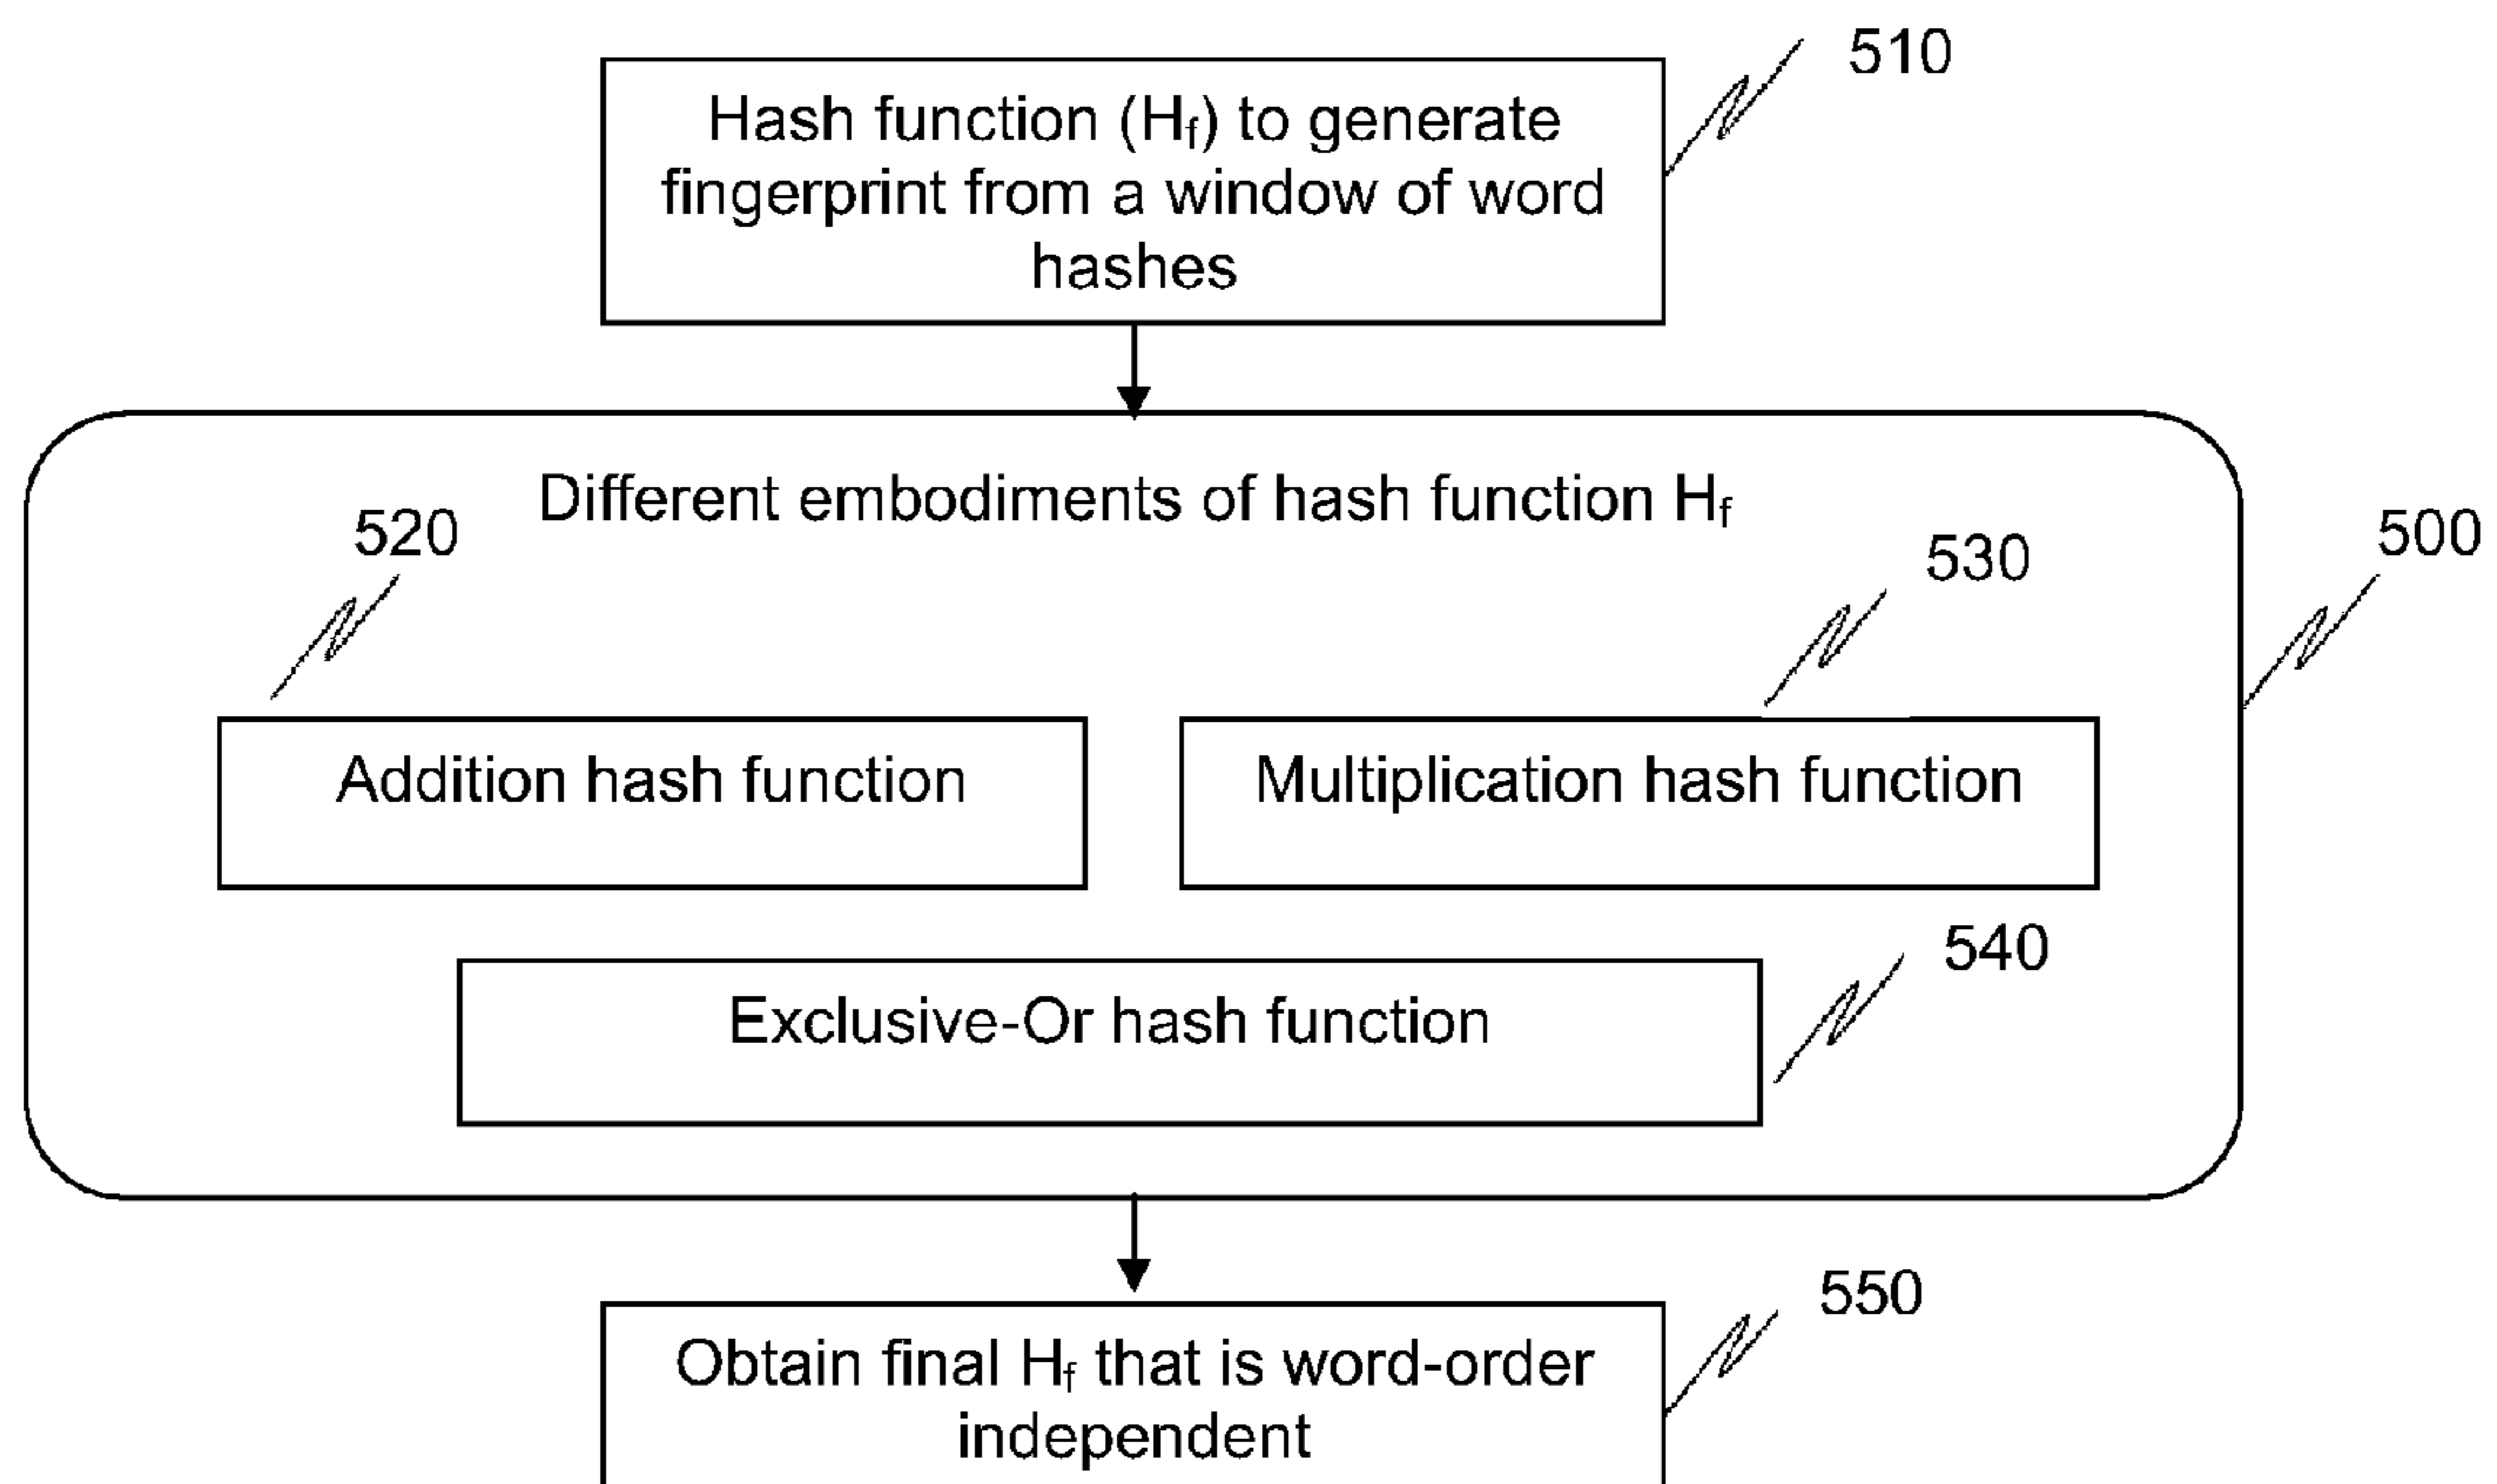 510
Hash function (Hf) to generate
fingerprint from a window of word
hashes
Different embodiments of hash function Hf
520
530
500
Addition hash function
Multiplication hash function
540
Exclusive-Or hash function
550
Obtain final Hf that is word-order
independent